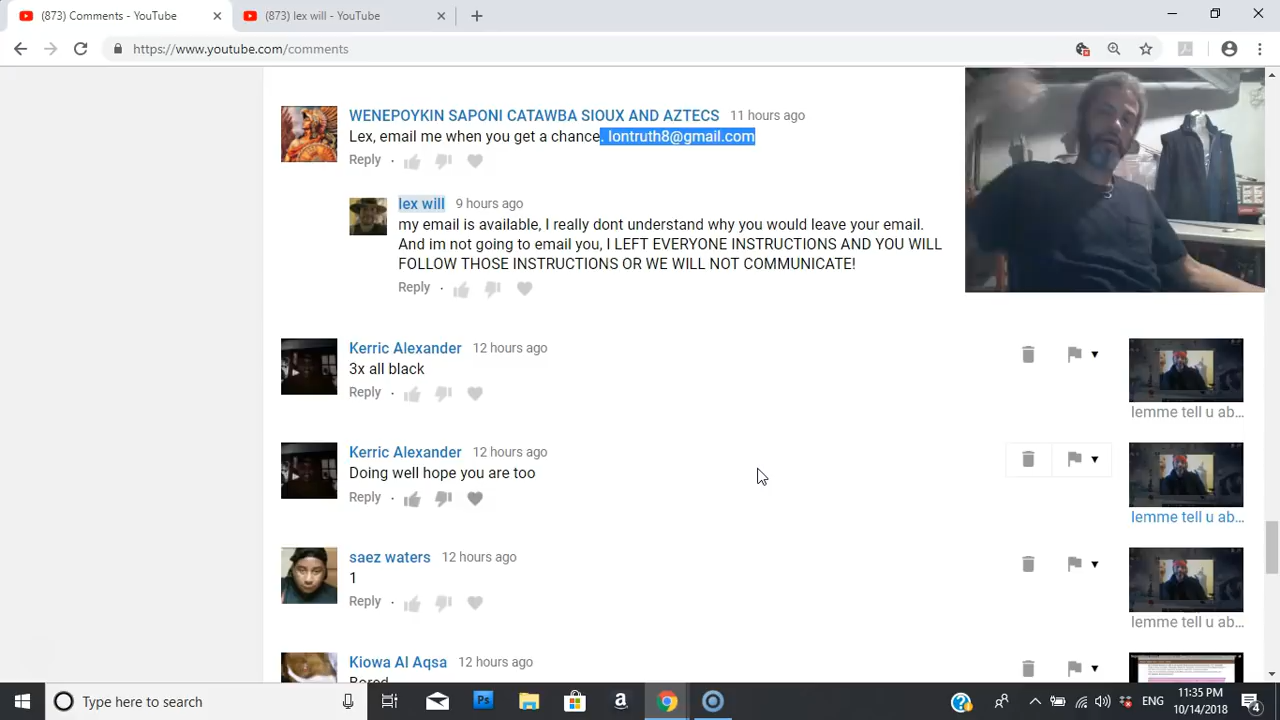 (873) Comments - YouTube
(873) lex will - YouTube
https://www.youtube.com/comments
WENEPOYKIN SAPONI CATAWBA SIOUX AND AZTECS 11 hours ago
Lex, email me when you get a chance. lontruth8@gmail.com
Reply
lex will 9 hours ago
my email is available, I really dont understand why you would leave your email.
And im not going to email you, I LEFT EVERYONE INSTRUCTIONS AND YOU WILL
FOLLOW THOSE INSTRUCTIONS OR WE WILL NOT COMMUNICATE!
Reply
Kerric Alexander 12 hours ago
3x all black
Reply
lemme tell u ab...
Kerric Alexander 12 hours ago
Doing well hope you are too
Reply
lemme tell u ab...
saez waters 12 hours ago
1
Reply
lemme tell u ab...
Kiowa Al Aqsa 12 hours ago
Bored
Type here to search
Ps
ENG
11:35 PM
10/14/2018
4